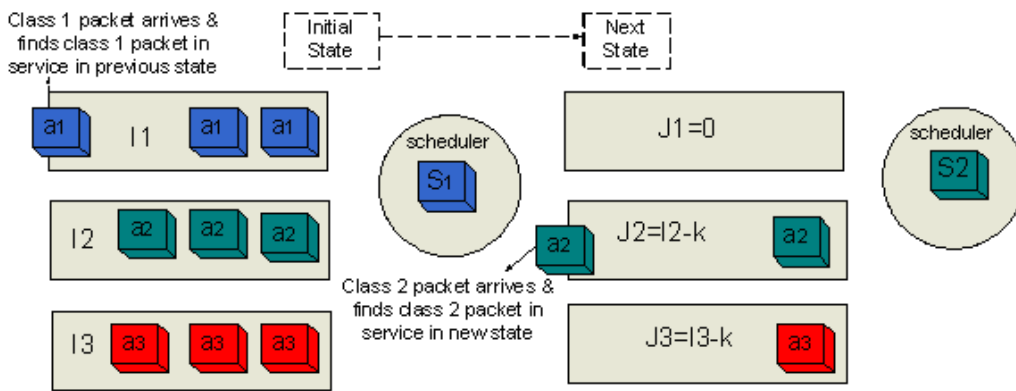 Class 1 packet arrives &
finds class 1 packet in
service in previous state
Initial
State
Next
State
a1
I1
a1
a1
scheduler
S1
J1=0
scheduler
S2
I2
a2
a2
a2
a2
J2=I2-k
a2
Class 2 packet arrives &
finds class 2 packet in
service in new state
I3
a3
a3
a3
J3=I3-k
a3